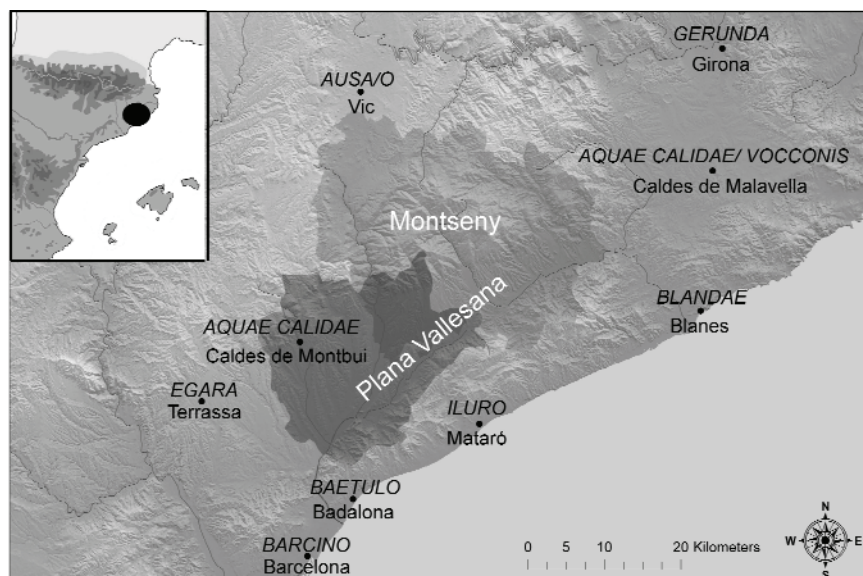 GERUNDA
Girona
AUSA/O
Vic
AQUAE CALIDAE/ VOCCONIS
Caldes de Malavella
Montseny
BLANDAE
Blanes
AQUAE CALIDAE
Caldes de Montbui
Plana Vallesana
EGARA
Terrassa
ILURO
Mataró
BAETULO
Badalona
BARCINO
Barcelona
0 5 10 20 Kilometers
N
W E
S